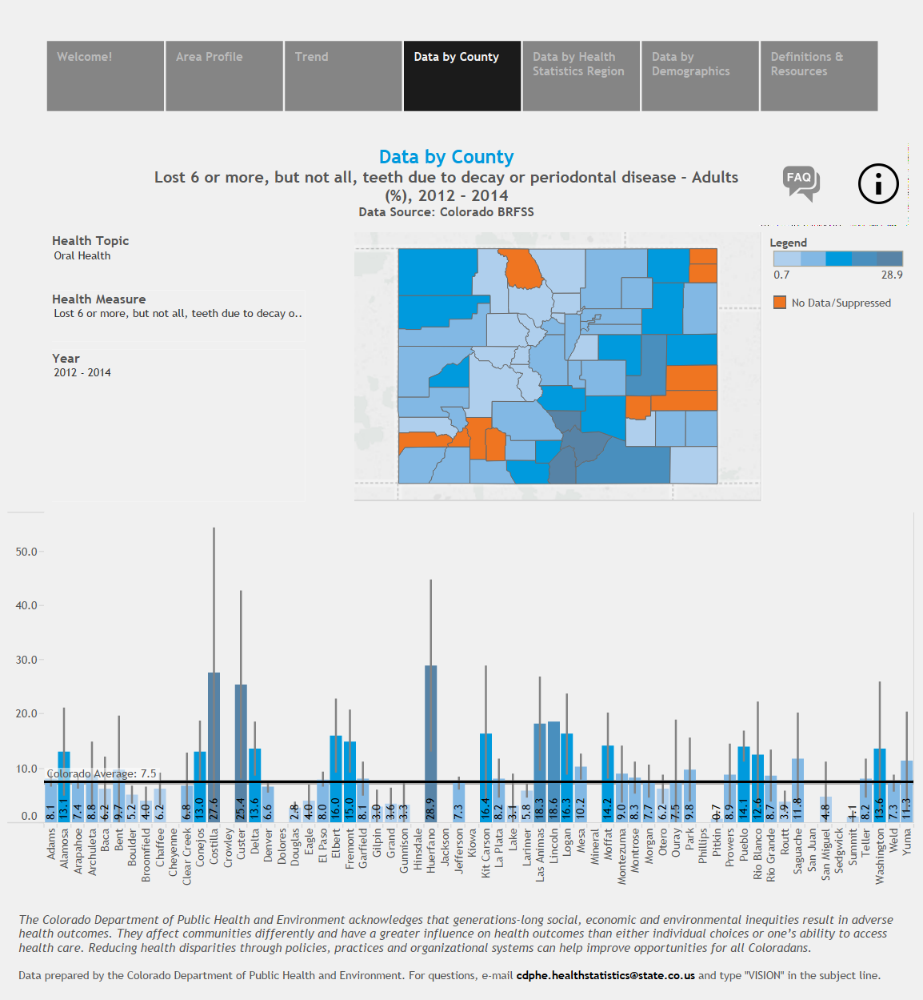 Welcome!
Area Profile
Trend
Data by County
Data by Health
Statistics Region
Data by
Demographics
Definitions &
Resources
Data by County
Lost 6 or more, but not all, teeth due to decay or periodontal disease - Adults
(%), 2012 - 2014
Data Source: Colorado BRFSS
FAQ
Health Topic
Oral Health
Health Measure
Lost 6 or more, but not all, teeth due to decay o..
Year
2012 - 2014
Legend
0.7 28.9
No Data/Suppressed
50.0
40.0
30.0
20.0
10.0
0.0
Colorado Average: 7.5
8.1
13.1
7.4
8.8
6.2
9.7
5.2
4.0
6.2
6.8
13.0
27.6
25.4
13.6
6.6
2.8
4.0
8.0
16.0
15.0
8.1
3.0
3.6
3.3
28.9
7.3
16.4
8.2
3.1
5.8
18.3
18.6
16.3
10.2
14.2
9.0
8.3
7.7
6.2
7.5
9.8
0.7
8.9
14.1
12.6
8.7
3.9
11.8
4.8
1.1
8.2
13.6
7.3
11.3
Adams
Alamosa
Arapahoe
Archuleta
Baca
Bent
Boulder
Broomfield
Chaffee
Cheyenne
Clear Creek
Conejos
Costilla
Crowley
Custer
Delta
Denver
Dolores
Douglas
Eagle
El Paso
Elbert
Fremont
Garfield
Gilpin
Grand
Gunnison
Hinsdale
Huerfano
Jackson
Jefferson
Kiowa
Kit Carson
La Plata
Lake
Larimer
Las Animas
Lincoln
Logan
Mesa
Mineral
Moffat
Montezuma
Montrose
Morgan
Otero
Ouray
Park
Phillips
Pitkin
Prowers
Pueblo
Rio Blanco
Rio Grande
Routt
Saguache
San Juan
San Miguel
Sedgwick
Summit
Teller
Washington
Weld
Yuma
The Colorado Department of Public Health and Environment acknowledges that generations-long social, economic and environmental inequities result in adverse
health outcomes. They affect communities differently and have a greater influence on health outcomes than either individual choices or one's ability to access
health care. Reducing health disparities through policies, practices and organizational systems can help improve opportunities for all Coloradans.
Data prepared by the Colorado Department of Public Health and Environment. For questions, e-mail cdphe.healthstatistics@state.co.us and type "VISION" in the subject line.